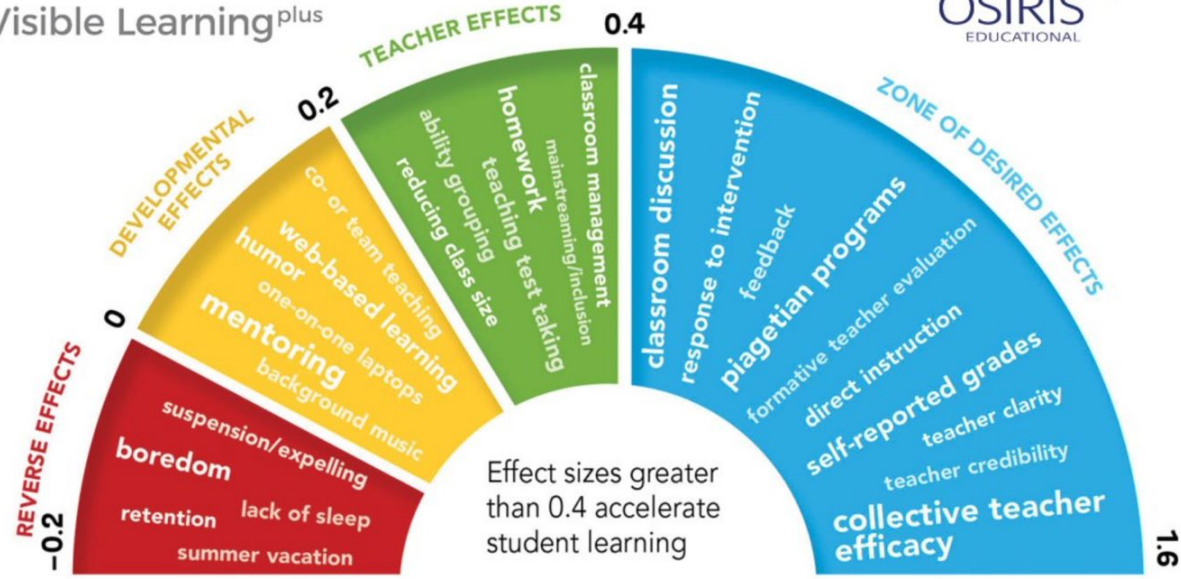 Visible Learningplus
OSIRIS
EDUCATIONAL
REVERSE EFFECTS
-0.2
suspension/expelling
boredom
retention
lack of sleep
summer vacation
0
DEVELOPMENTAL
EFFECTS
co- or team teaching
web-based learning
humor
one-on-one laptops
mentoring
background music
0.2
TEACHER EFFECTS
ability grouping
reducing class size
teaching test taking
homework
mainstreaming/inclusion
classroom management
0.4
ZONE OF DESIRED EFFECTS
classroom discussion
response to intervention
feedback
piagetian programs
formative teacher evaluation
direct instruction
self-reported grades
teacher clarity
teacher credibility
collective teacher
efficacy
1.6
Effect sizes greater
than 0.4 accelerate
student learning